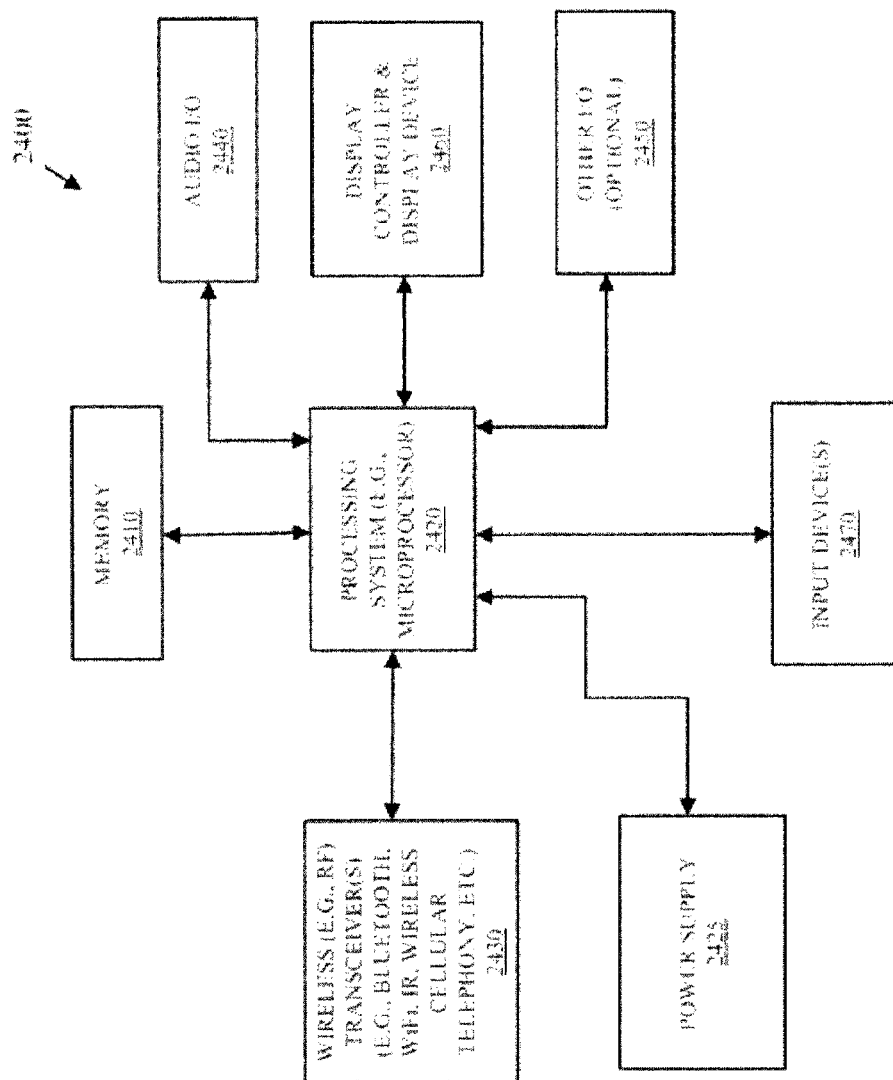 2400
MEMORY
2410
AUDIO I/O
2440
WIRELESS (E.G., RF)
TRANSCEIVER(S)
(E.G., BLUETOOTH,
WiFi, IR, WIRELESS
CELLULAR
TELEPHONY, ETC.)
2430
PROCESSING
SYSTEM (E.G.,
MICROPROCESSOR)
2420
DISPLAY
CONTROLLER &
DISPLAY DEVICE
2460
POWER SUPPLY
2425
OTHER I/O
(OPTIONAL)
2450
INPUT DEVICE(S)
2470